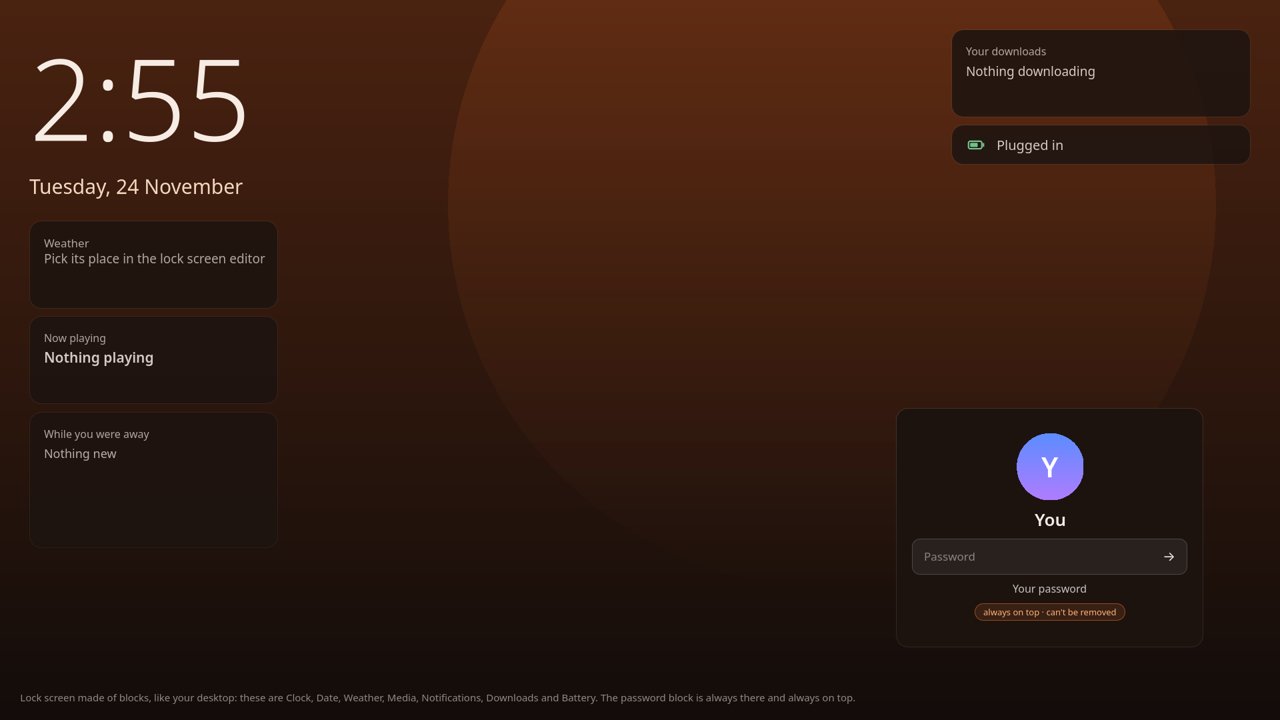 2:55
Tuesday, 24 November
Weather
Pick its place in the lock screen editor
Now playing
Nothing playing
While you were away
Nothing new
Your downloads
Nothing downloading
Plugged in
Y
You
Password
Your password
always on top · can't be removed
Lock screen made of blocks, like your desktop: these are Clock, Date, Weather, Media, Notifications, Downloads and Battery. The password block is always there and always on top.